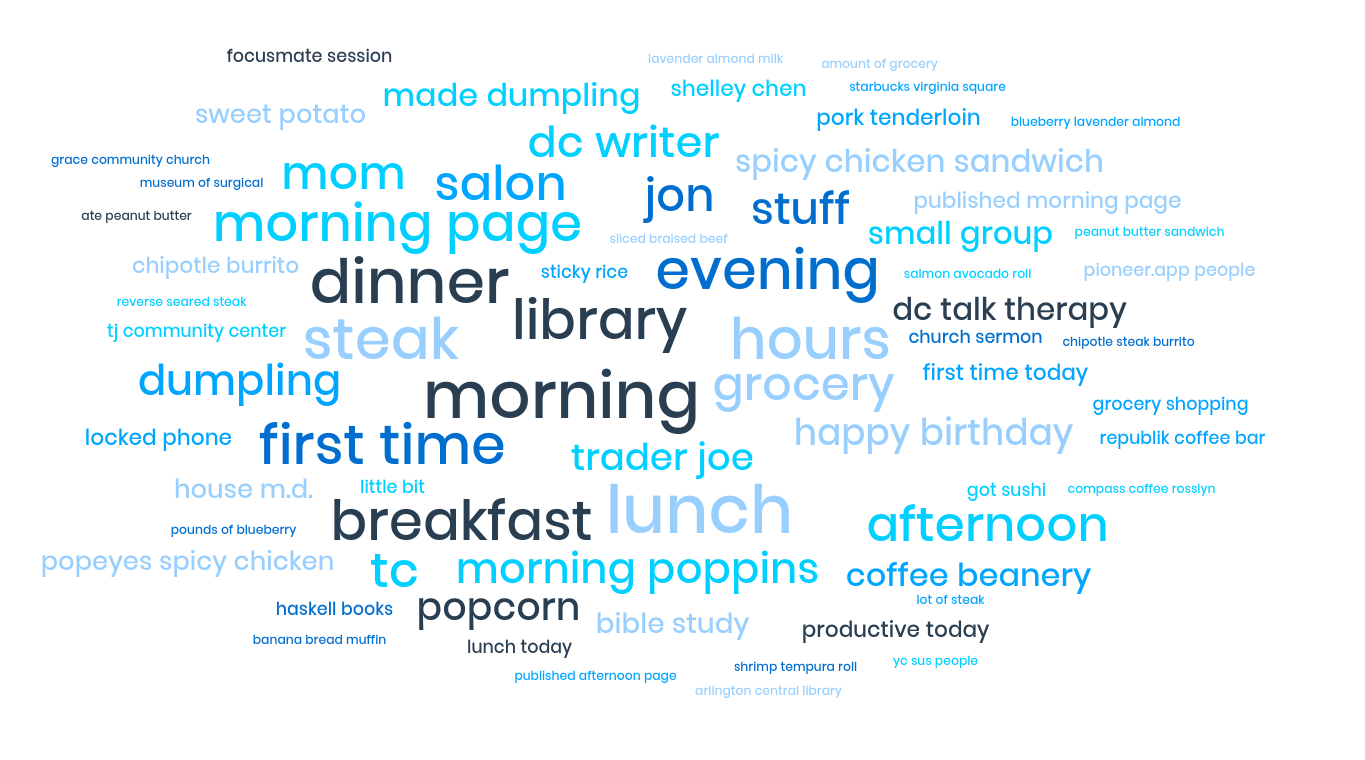 focusmate session
lavender almond milk
amount of grocery
made dumpling
shelley chen
starbucks virginia square
sweet potato
pork tenderloin
blueberry lavender almond
dc writer
grace community church
spicy chicken sandwich
mom
salon
museum of surgical
jon
stuff
published morning page
ate peanut butter
morning page
small group
peanut butter sandwich
sliced braised beef
chipotle burrito
dinner
sticky rice
evening
salmon avocado roll
pioneer.app people
reverse seared steak
library
dc talk therapy
tj community center
steak
hours
church sermon
chipotle steak burrito
dumpling
morning
grocery
first time today
grocery shopping
locked phone
first time
happy birthday
republik coffee bar
trader joe
house m.d.
little bit
lunch
got sushi
compass coffee rosslyn
pounds of blueberry
breakfast
afternoon
popeyes spicy chicken
tc
morning poppins
coffee beanery
lot of steak
haskell books
popcorn
bible study
productive today
banana bread muffin
lunch today
published afternoon page
shrimp tempura roll
yc sus people
arlington central library